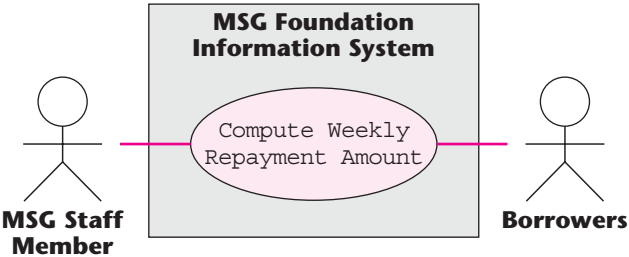 MSG Foundation
Information System
Compute Weekly
Repayment Amount
MSG Staff
Member
Borrowers